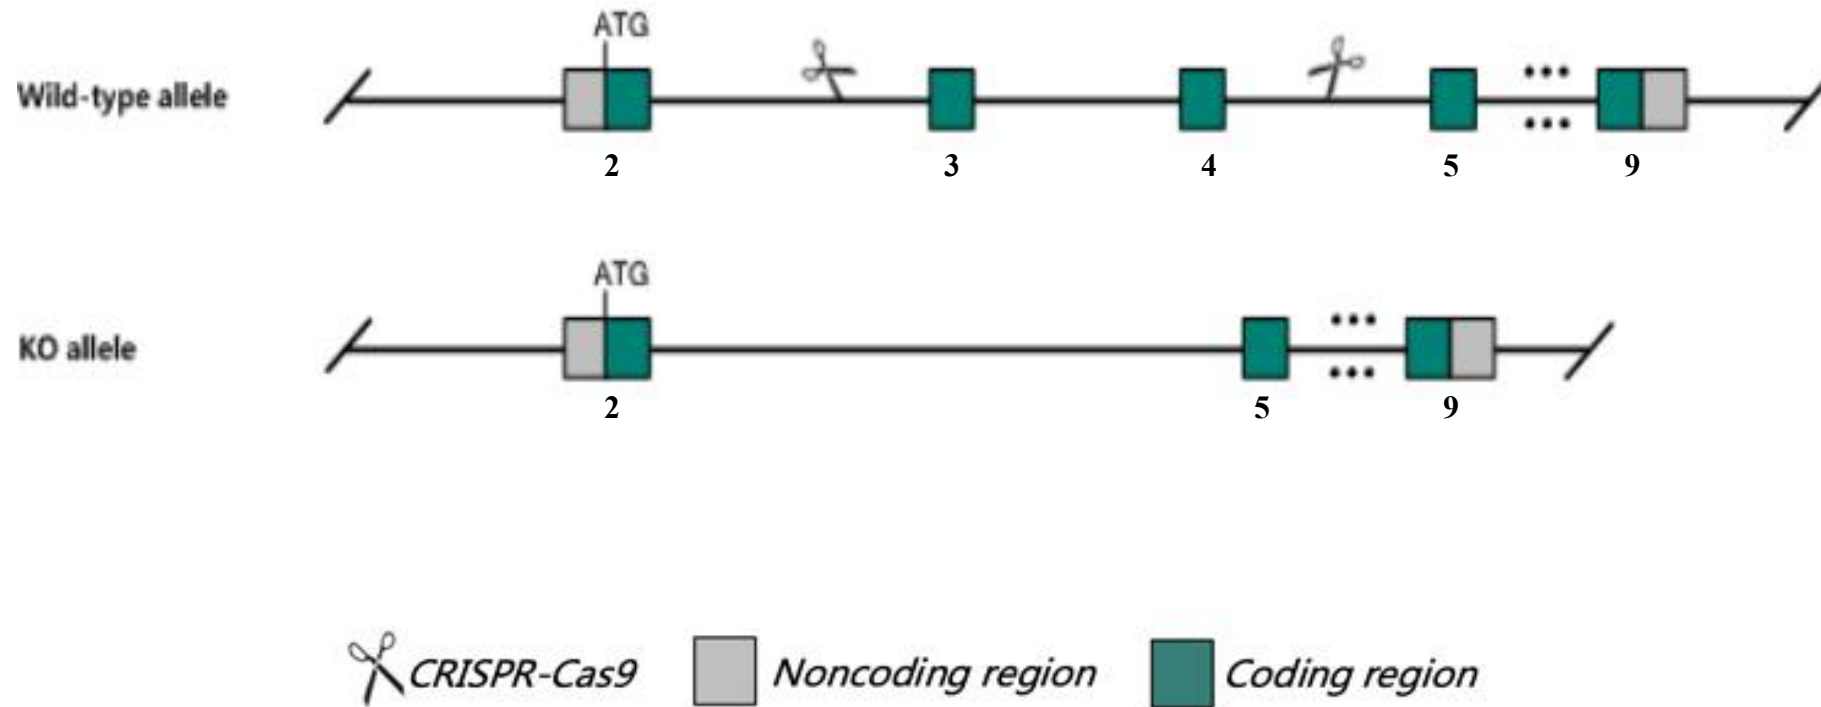 ATG
Wild-type allele
2 3 4 5 9
ATG
KO allele
2 5 9
CRISPR-Cas9 Noncoding region Coding region